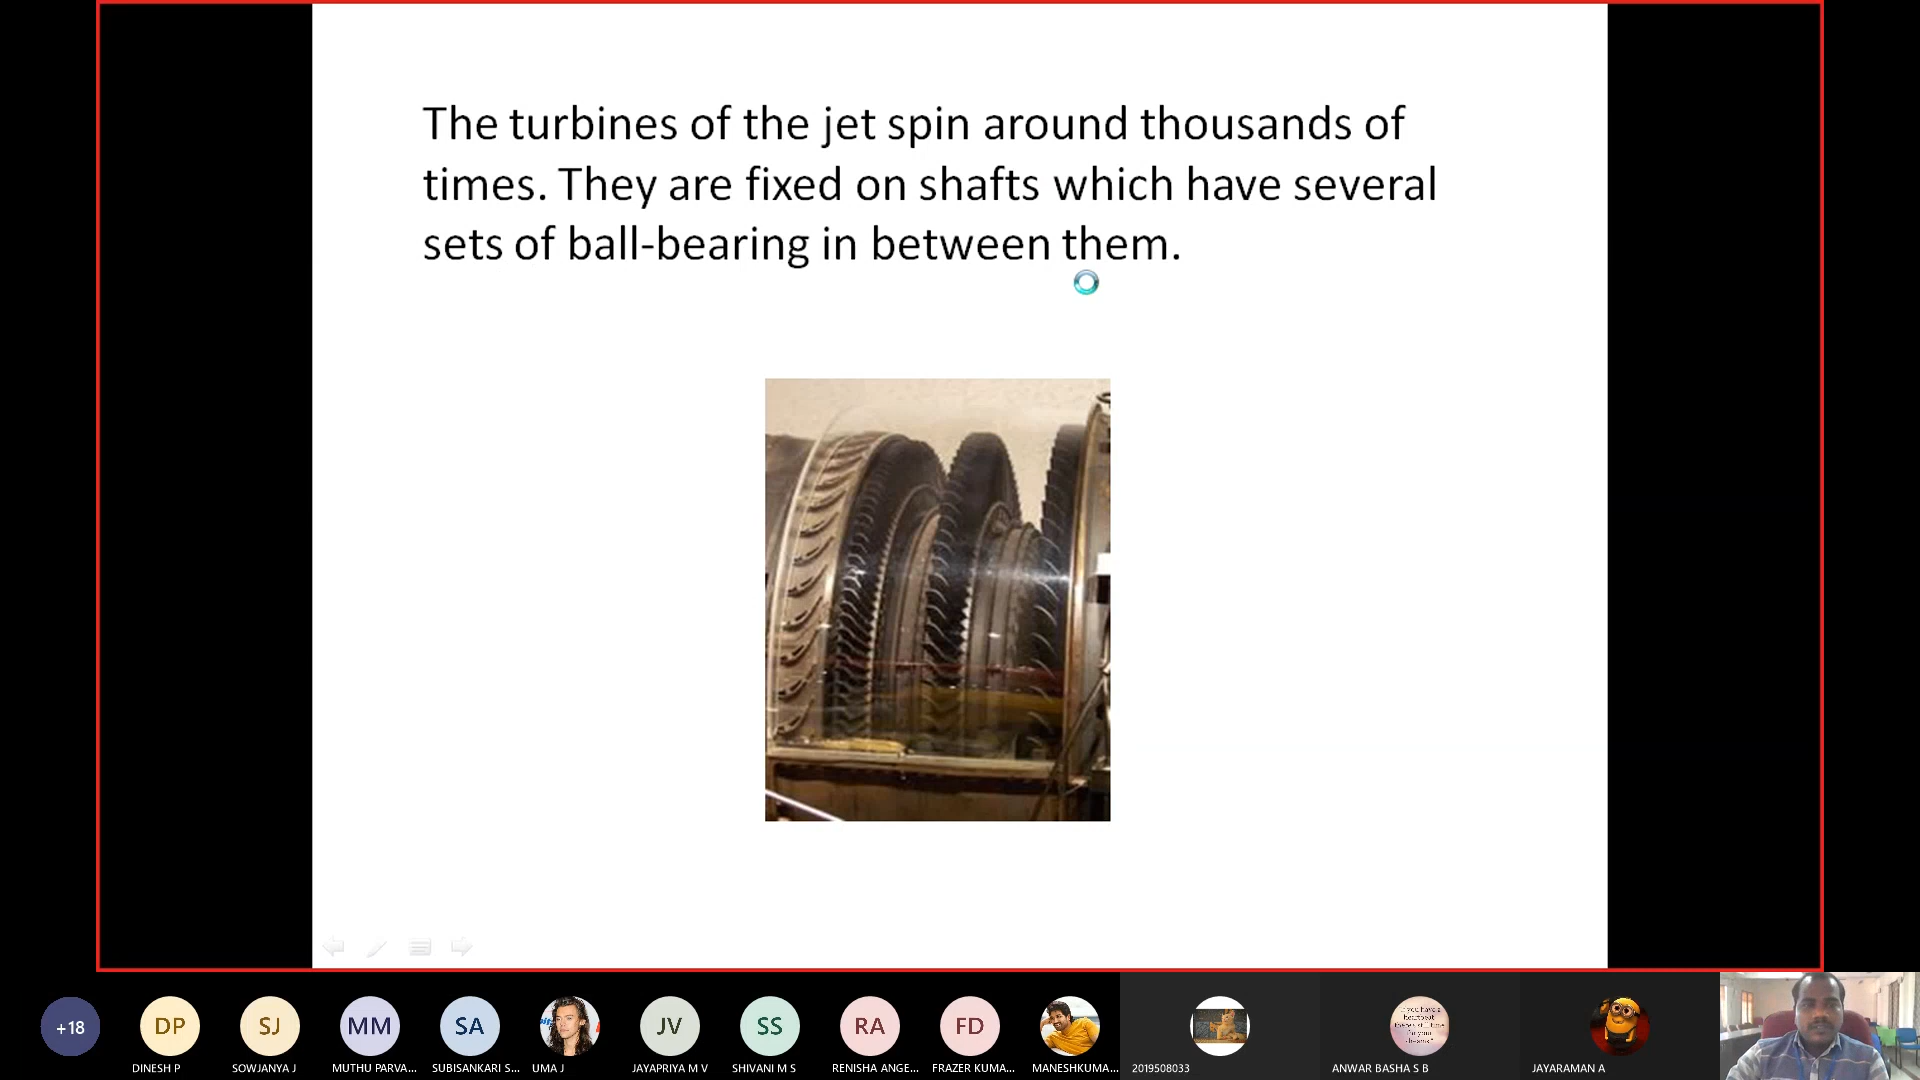 The turbines of the jet spin around thousands of
times. They are fixed on shafts which have several
sets of ball-bearing in between them.
+18
DP
SJ
MM
SA
JV
SS
RA
FD
DINESH P
SOWJANYA J
MUTHU PARVA...
SUBISANKARI S...
UMA J
JAYAPRIYA M V
SHIVANI M S
RENISHA ANGE...
FRAZER KUMA...
MANESHKUMA...
2019508033
ANWAR BASHA S B
JAYARAMAN A